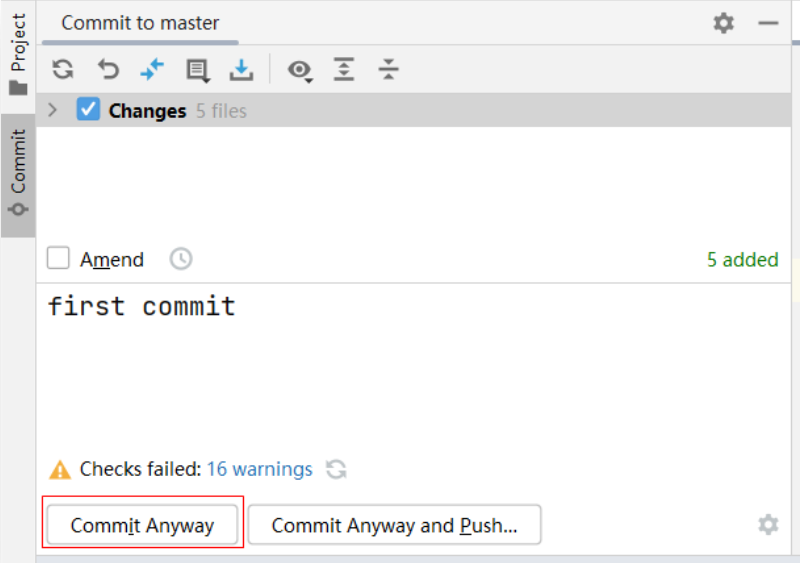 Project
Commit
Commit to master
Changes 5 files
Amend
5 added
first commit
Checks failed: 16 warnings
Commit Anyway
Commit Anyway and Push...